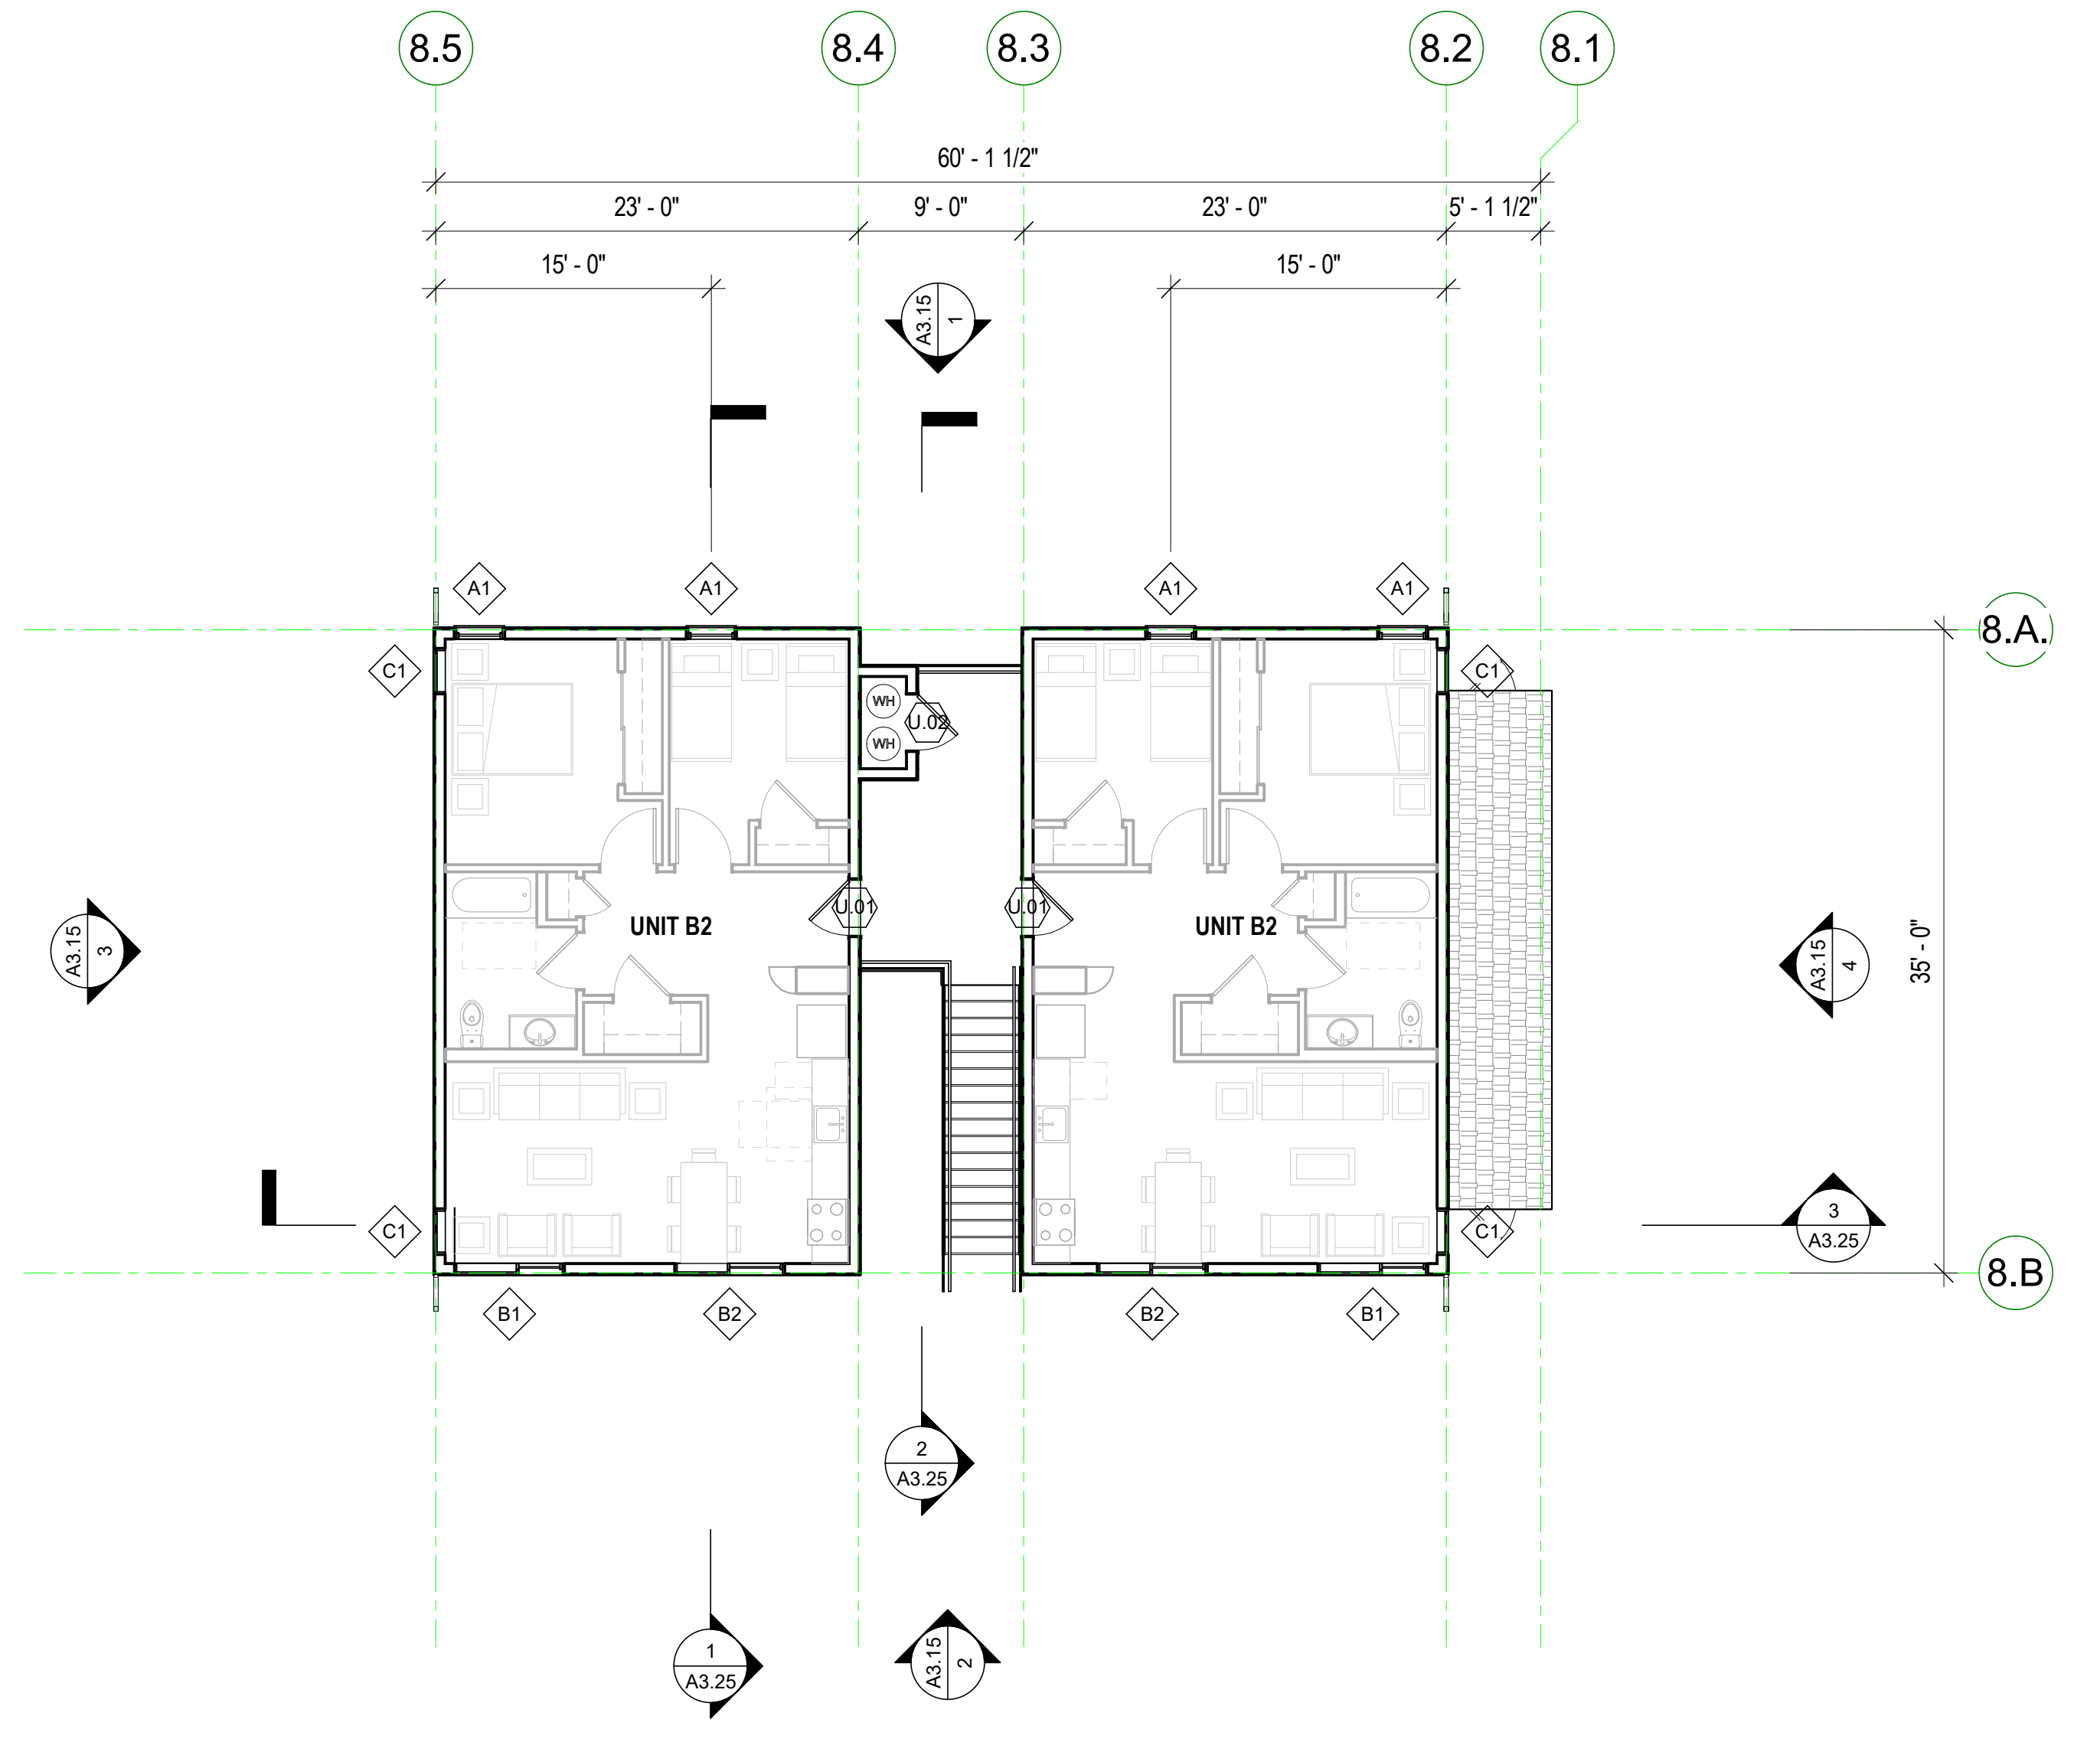 8.5
8.4
8.3
8.2
8.1
60' - 1 1/2"
23' - 0"
9' - 0"
23' - 0"
5' - 1 1/2"
15' - 0"
15' - 0"
A3.15
1
A1
A1
A1
A1
8.A.
C1
C1
WH
U.02
WH
U.01
U.01
UNIT B2
UNIT B2
A3.15
3
A3.15
4
35' - 0"
C1
C1
3
A3.25
8.B
B1
B2
B2
B1
2
A3.25
1
A3.25
A3.15
2